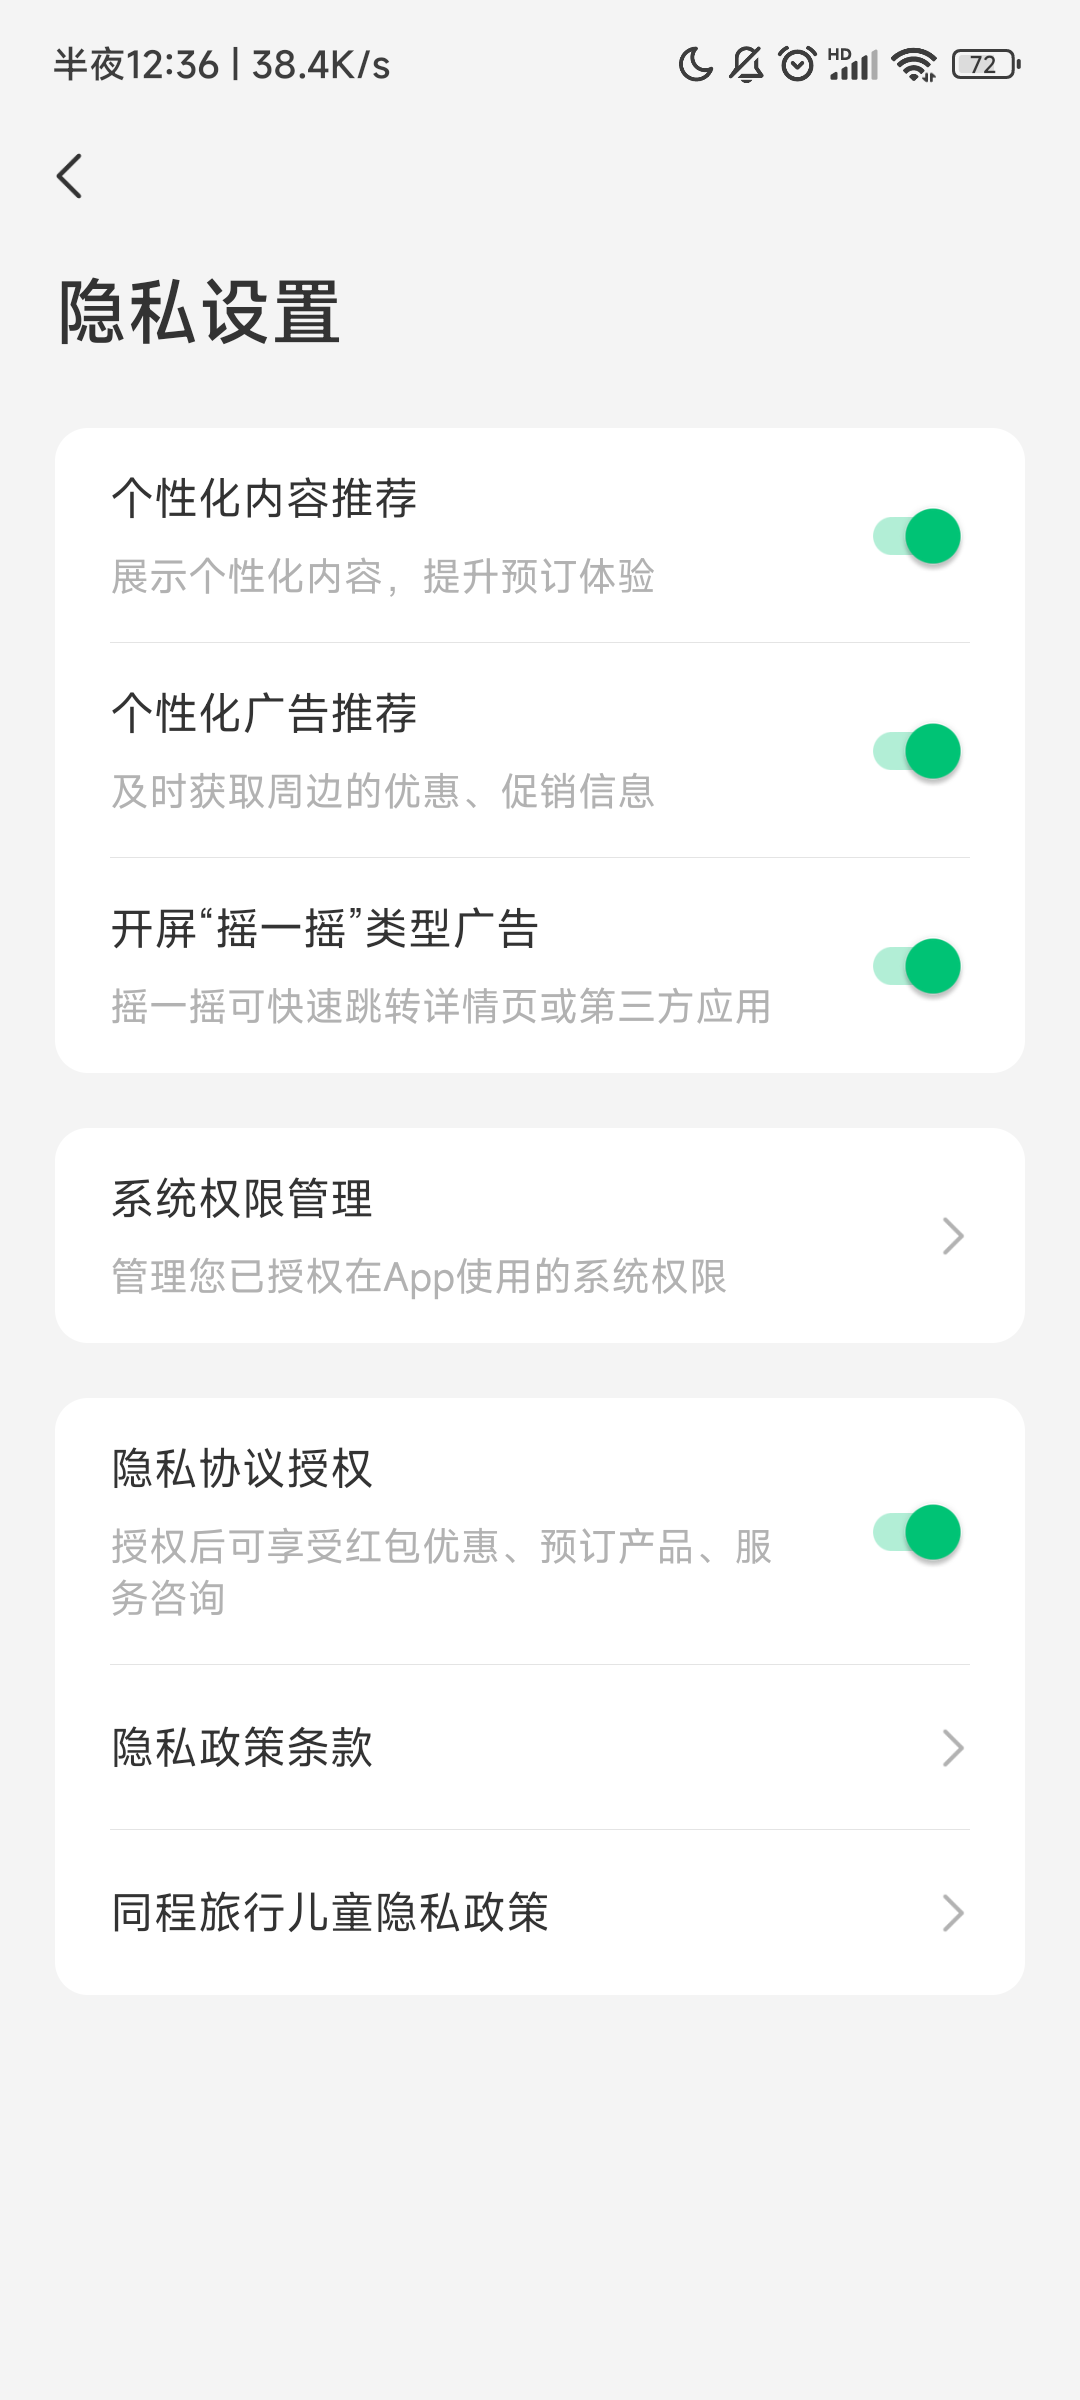 半夜12:36 | 38.4K/s
HD
72
隐私设置
个性化内容推荐
展示个性化内容，提升预订体验
个性化广告推荐
及时获取周边的优惠、促销信息
开屏“摇一摇”类型广告
摇一摇可快速跳转详情页或第三方应用
系统权限管理
管理您已授权在App使用的系统权限
隐私协议授权
授权后可享受红包优惠、预订产品、服
务咨询
隐私政策条款
同程旅行儿童隐私政策